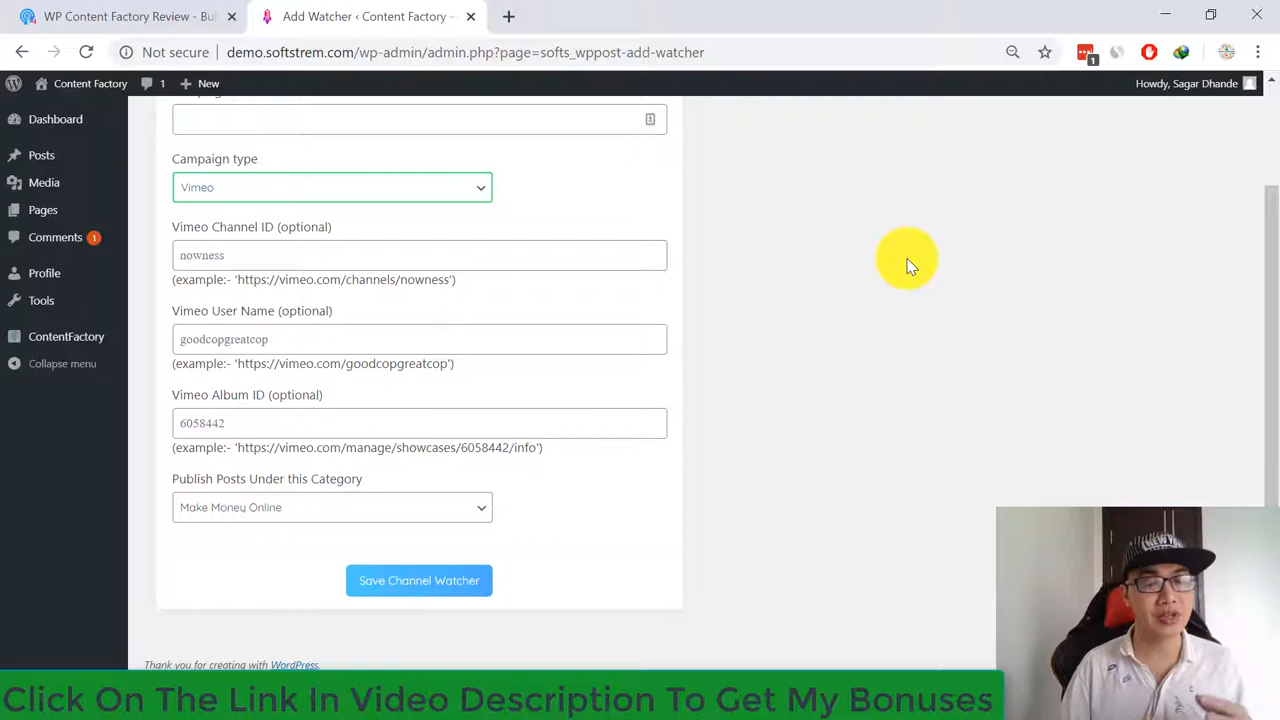 WP Content Factory Review - Bui
Add Watcher ‹ Content Factory —
Not secure
demo.softstrem.com/wp-admin/admin.php?page=softs_wppost-add-watcher
1
Content Factory
1
New
Howdy, Sagar Dhande
Dashboard
Posts
Media
Pages
Comments 1
Profile
Tools
ContentFactory
Collapse menu
Campaign type
Vimeo
Vimeo Channel ID (optional)
nowness
(example:- 'https://vimeo.com/channels/nowness')
Vimeo User Name (optional)
goodcopgreatcop
(example:- 'https://vimeo.com/goodcopgreatcop')
Vimeo Album ID (optional)
6058442
(example:- 'https://vimeo.com/manage/showcases/6058442/info')
Publish Posts Under this Category
Make Money Online
Save Channel Watcher
Thank you for creating with WordPress.
Click On The Link In Video Description To Get My Bonuses